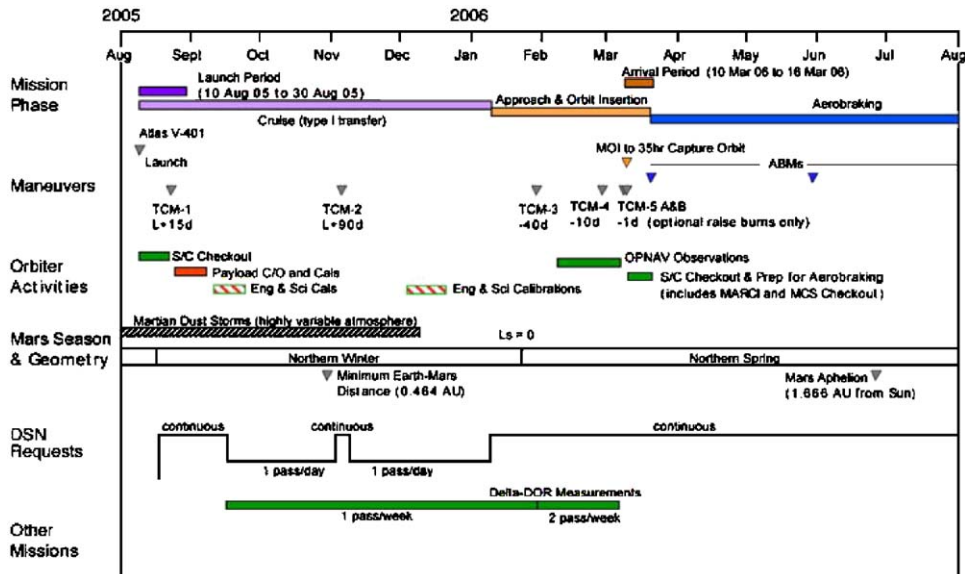 2005 2006
Aug Sept Oct Nov Dec Jan Feb Mar Apr May Jun Jul Aug
Mission
Phase
Launch Period
(10 Aug 05 to 30 Aug 05)
Arrival Period (10 Mar 06 to 16 Mar 06)
Cruise (type I transfer)
Approach & Orbit Insertion
Aerobraking
Maneuvers
Atlas V-401
Launch
MOI to 35hr Capture Orbit
ABMs
TCM-1
L+15d
TCM-2
L+90d
TCM-3
-40d
TCM-4
-10d
TCM-5 A&B
-1d (optional raise burns only)
Orbiter
Activities
S/C Checkout
Payload C/O and Cals
Eng & Sci Cals
Eng & Sci Calibrations
OPNAV Observations
S/C Checkout & Prep for Aerobraking
(includes MARCI and MCS Checkout)
Mars Season
& Geometry
Martian Dust Storms (highly variable atmosphere)
Ls = 0
Northern Winter
Northern Spring
Minimum Earth-Mars
Distance (0.464 AU)
Mars Aphelion
(1.666 AU from Sun)
DSN
Requests
continuous
1 pass/day
continuous
1 pass/day
continuous
Other
Missions
Delta-DOR Measurements
1 pass/week
2 pass/week